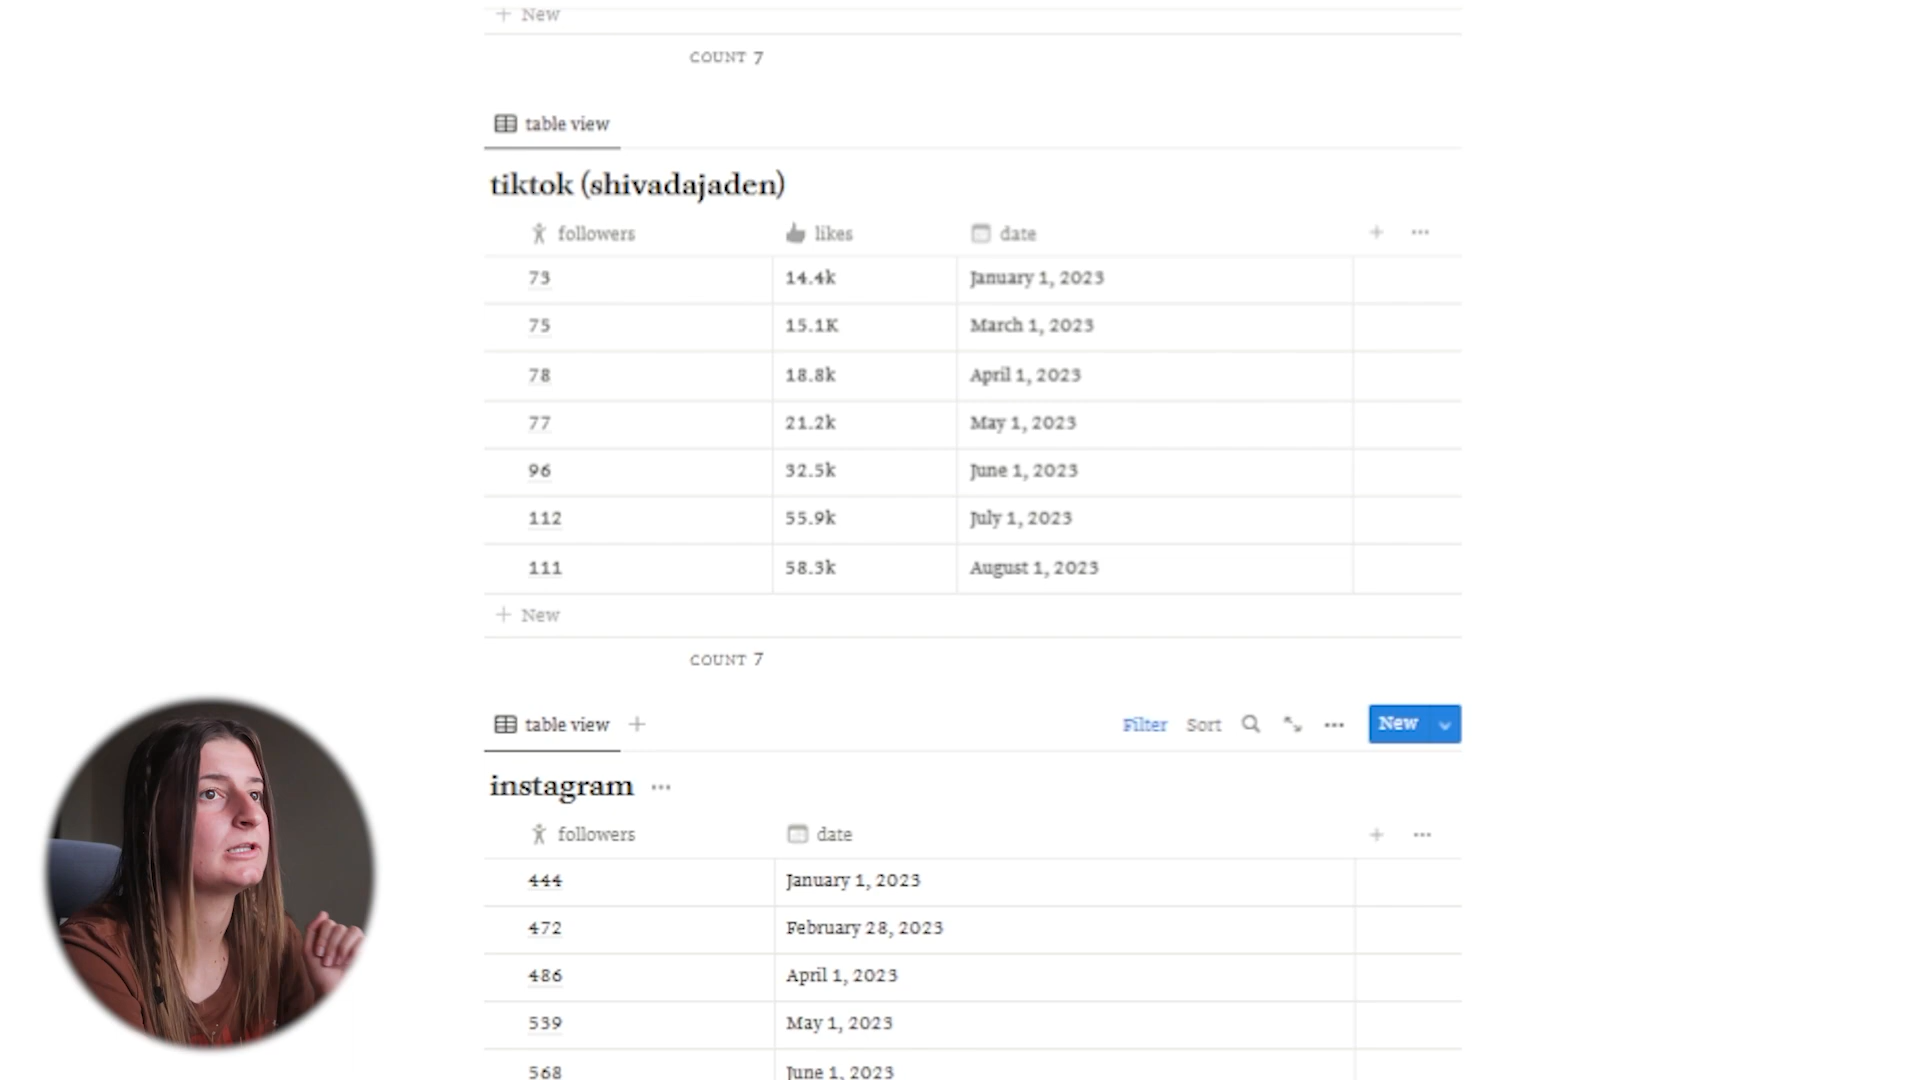 + New
COUNT 7
table view
tiktok (shivadajaden)
followers likes date + ...
73 14.4k January 1, 2023
75 15.1K March 1, 2023
78 18.8k April 1, 2023
77 21.2k May 1, 2023
96 32.5k June 1, 2023
112 55.9k July 1, 2023
111 58.3k August 1, 2023
+ New
COUNT 7
table view + Filter Sort ... New
instagram ...
followers date + ...
444 January 1, 2023
472 February 28, 2023
486 April 1, 2023
539 May 1, 2023
568 June 1, 2023